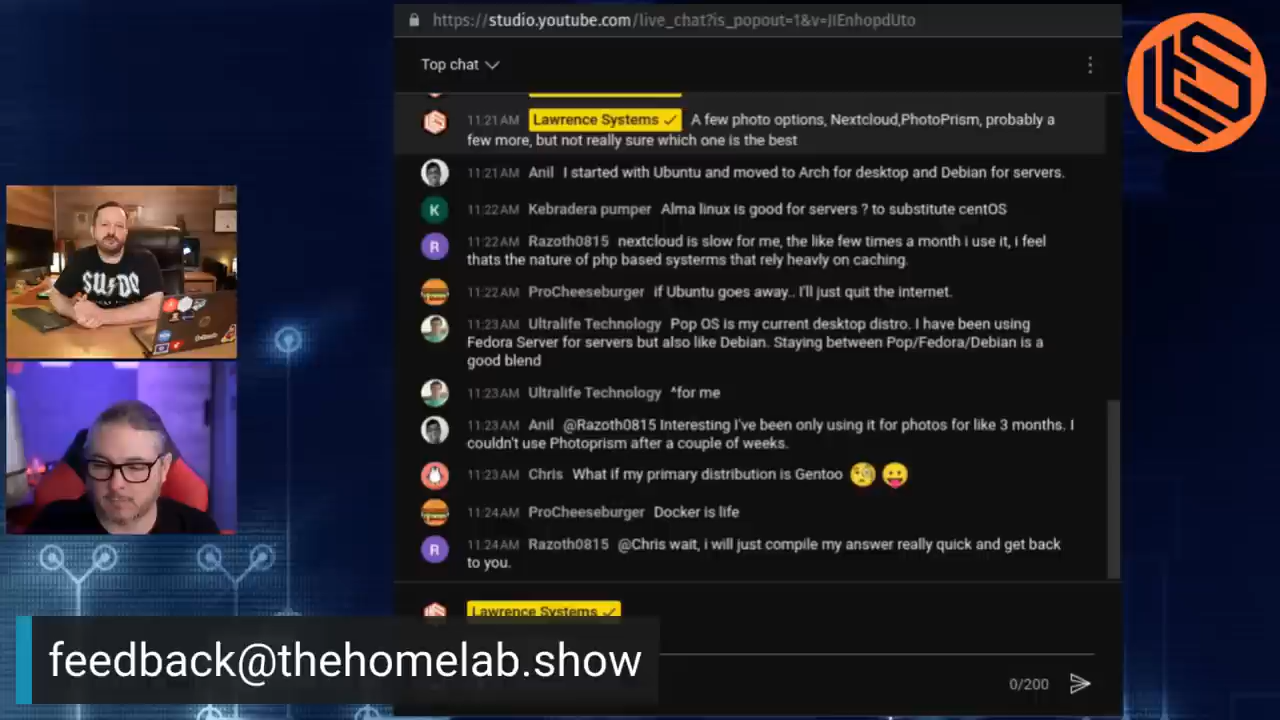 https://studio.youtube.com/live_chat?is_popout=1&v=JIEnhopdUto
Top chat
11:21 AM Lawrence Systems ✓ A few photo options, Nextcloud,PhotoPrism, probably a
few more, but not really sure which one is the best
11:21 AM Anil I started with Ubuntu and moved to Arch for desktop and Debian for servers.
K 11:22 AM Kebradera pumper Alma linux is good for servers ? to substitute centOS
R 11:22 AM Razoth0815 nextcloud is slow for me, the like few times a month i use it, i feel
thats the nature of php based systerms that rely heavly on caching.
11:22 AM ProCheeseburger if Ubuntu goes away.. I'll just quit the internet.
11:23 AM Ultralife Technology Pop OS is my current desktop distro. I have been using
Fedora Server for servers but also like Debian. Staying between Pop/Fedora/Debian is a
good blend
11:23 AM Ultralife Technology ^for me
11:23 AM Anil @Razoth0815 Interesting I've been only using it for photos for like 3 months. I
couldn't use Photoprism after a couple of weeks.
11:23 AM Chris What if my primary distribution is Gentoo 🧐😛
11:24 AM ProCheeseburger Docker is life
R 11:24 AM Razoth0815 @Chris wait, i will just compile my answer really quick and get back
to you.
Lawrence Systems ✓
0/200
SUDO
feedback@thehomelab.show